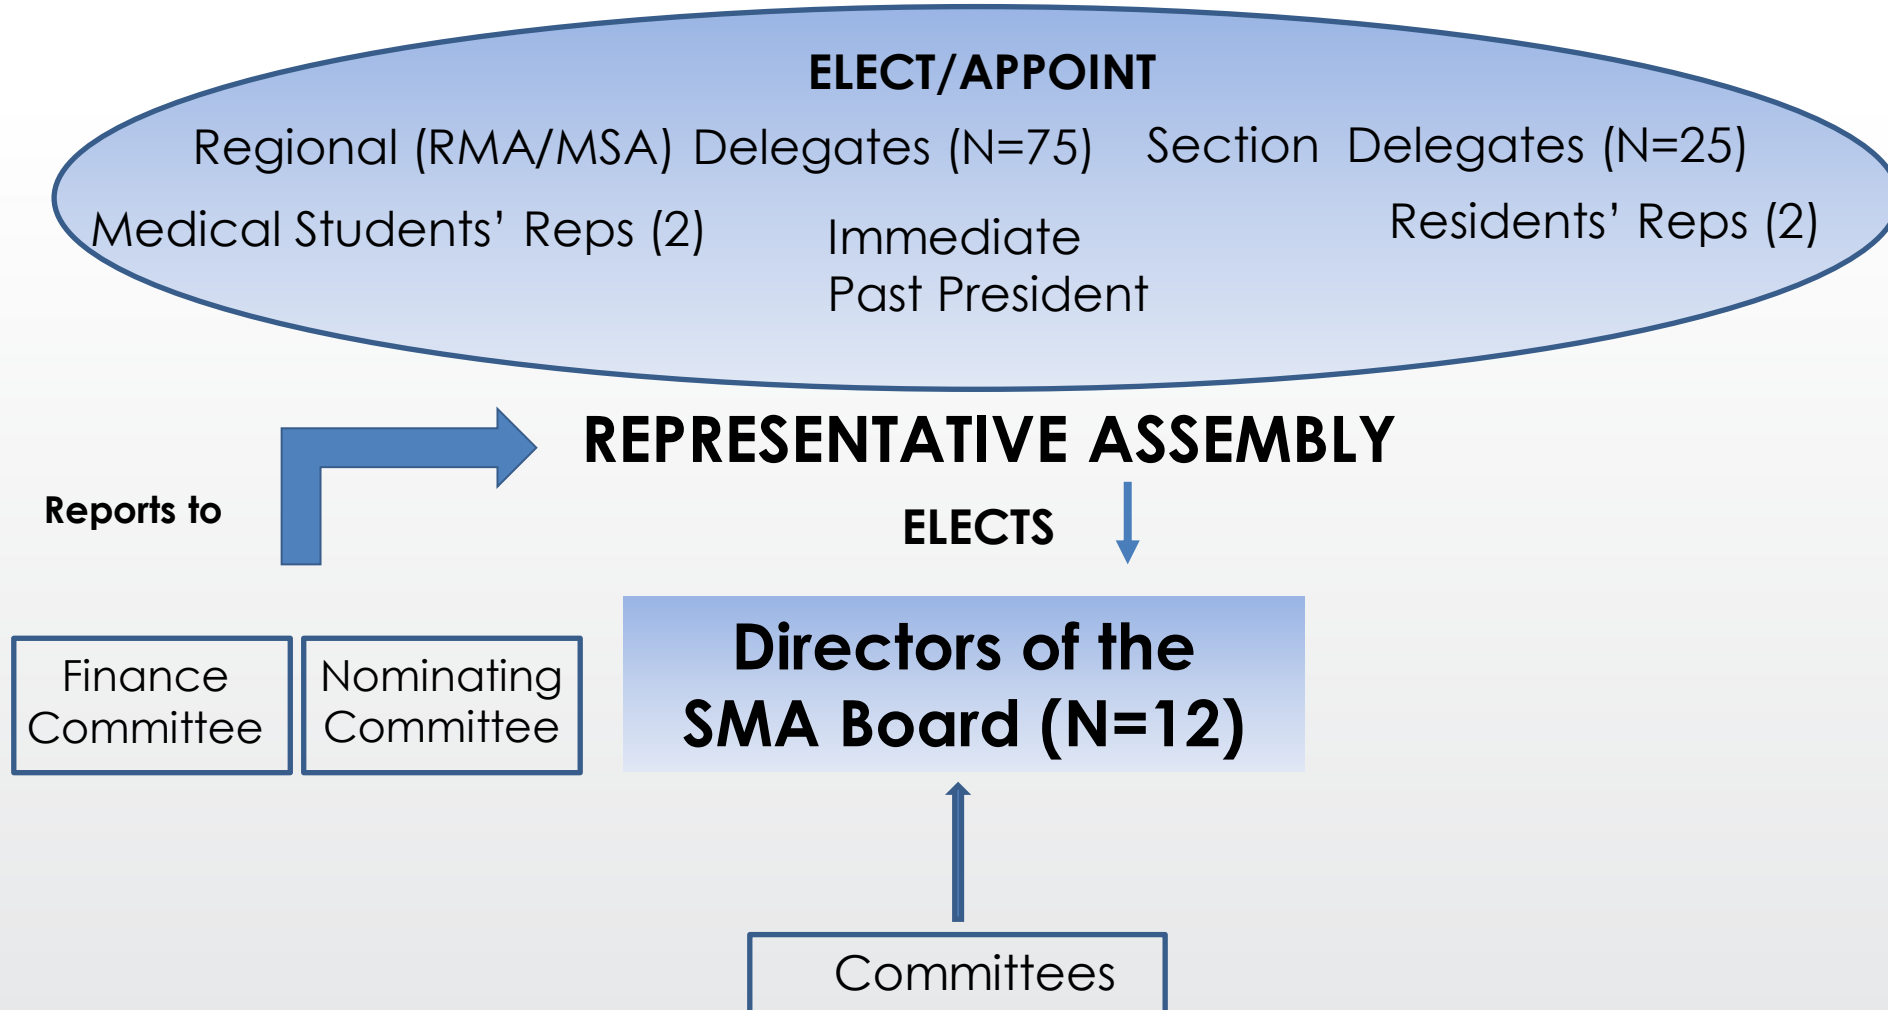 ELECT/APPOINT
Regional (RMA/MSA) Delegates (N=75)
Section Delegates (N=25)
Medical Students’ Reps (2)
Immediate
Past President
Residents’ Reps (2)
REPRESENTATIVE ASSEMBLY
Reports to
ELECTS
Finance
Committee
Nominating
Committee
Directors of the
SMA Board (N=12)
Committees